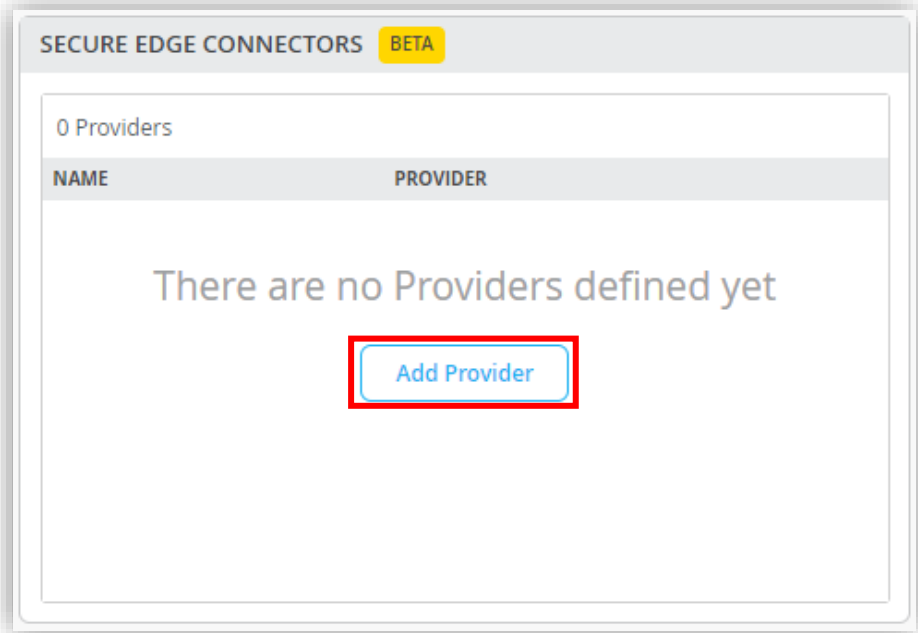 SECURE EDGE CONNECTORS BETA
0 Providers
NAME PROVIDER
There are no Providers defined yet
Add Provider